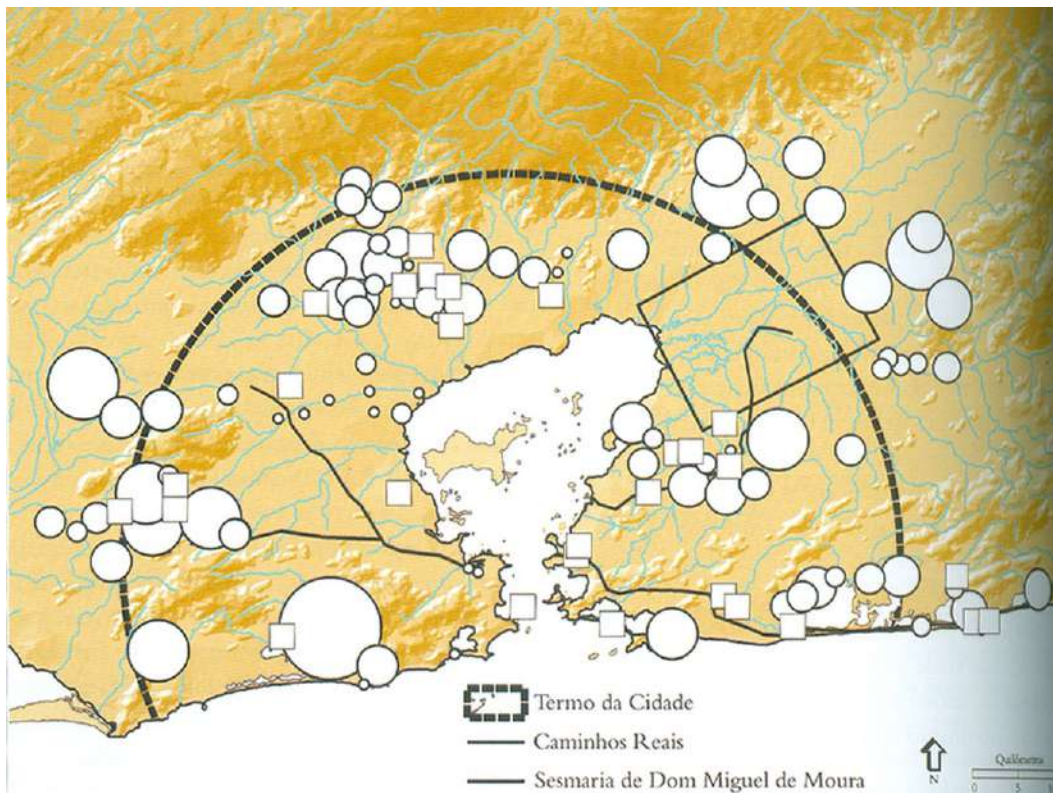 Termo da Cidade
Caminhos Reais
Sesmaria de Dom Miguel de Moura
N
Quilômetros
0 5